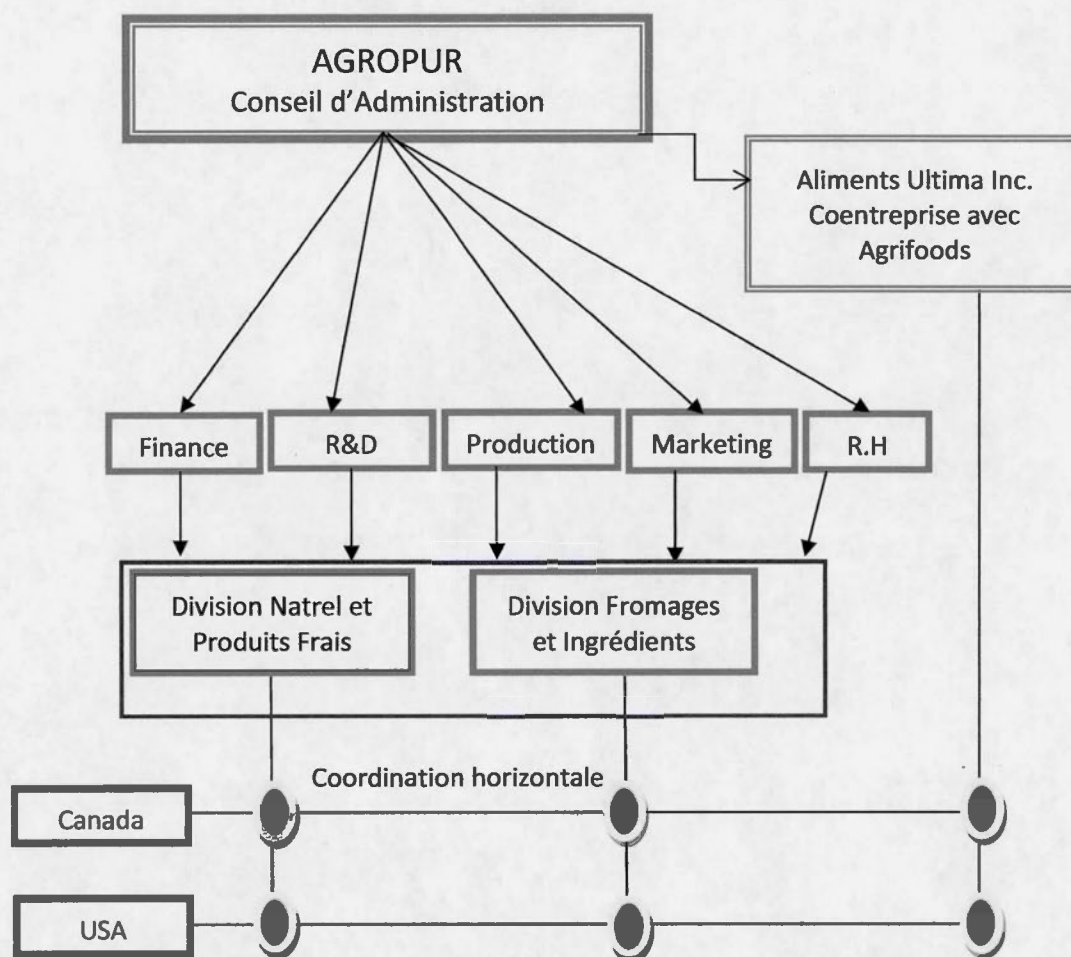 AGROPUR
Conseil d'Administration
Aliments Ultima Inc.
Coentreprise avec
Agrifoods
Finance
R&D
Production
Marketing
R.H
Division Natrel et
Produits Frais
Division Fromages
et Ingrédients
Coordination horizontale
Canada
USA